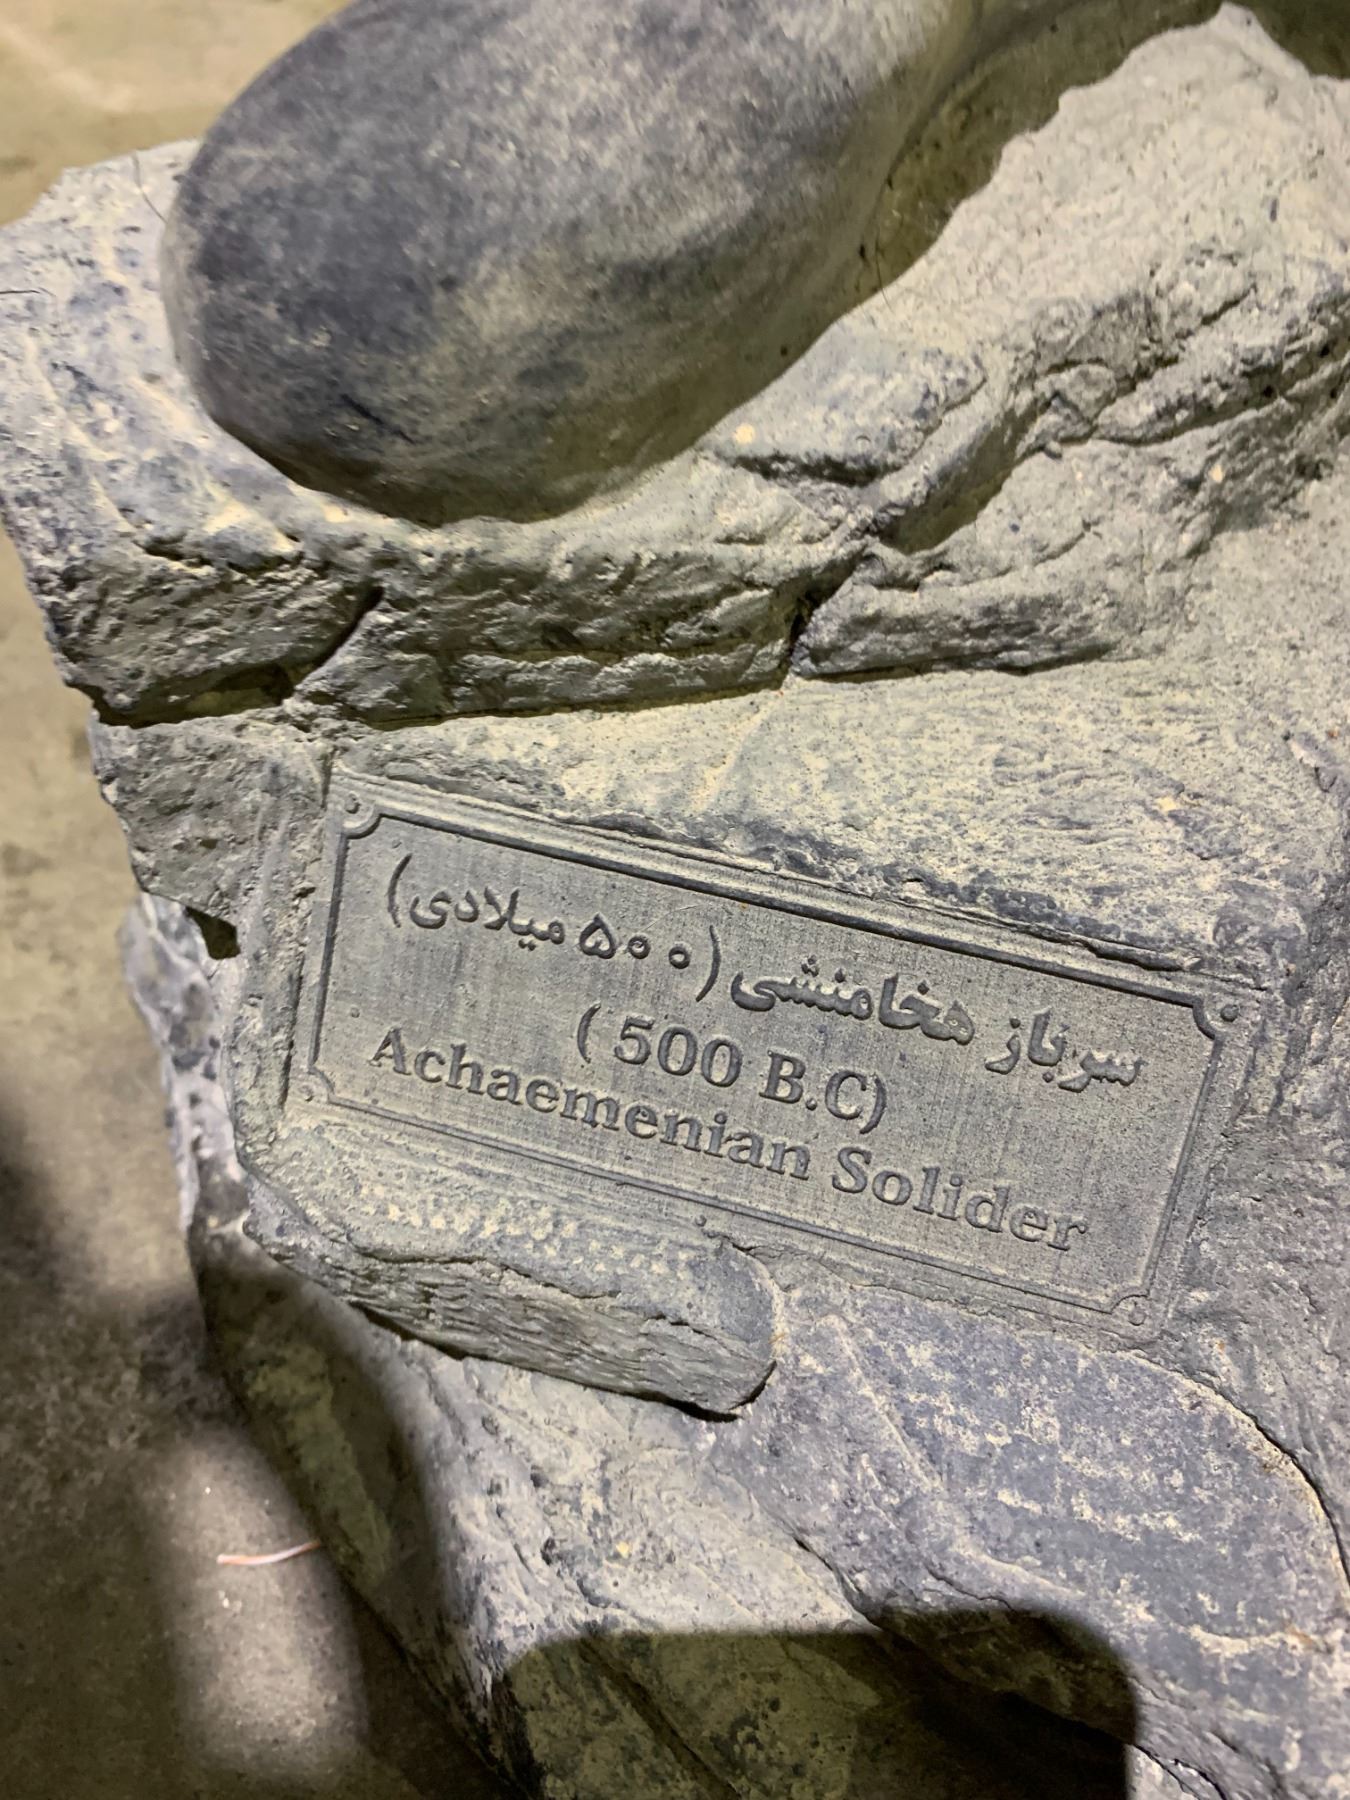 سرباز هخامنشی (۵۰۰ میلادی)
( 500 B.C)
Achaemenian Solider